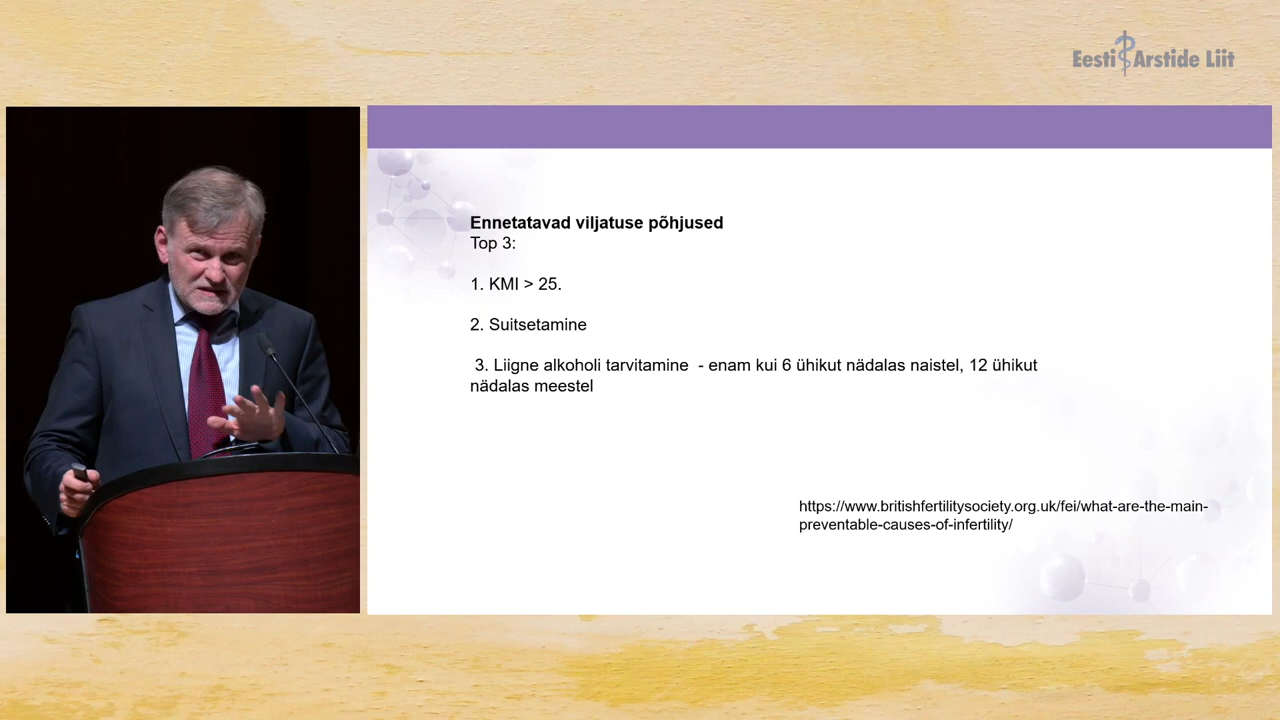 Eesti Arstide Liit
Ennetatavad viljatuse põhjused
Top 3:
1. KMI > 25.
2. Suitsetamine
3. Liigne alkoholi tarvitamine - enam kui 6 ühikut nädalas naistel, 12 ühikut
nädalas meestel
https://www.britishfertilitysociety.org.uk/fei/what-are-the-main-
preventable-causes-of-infertility/